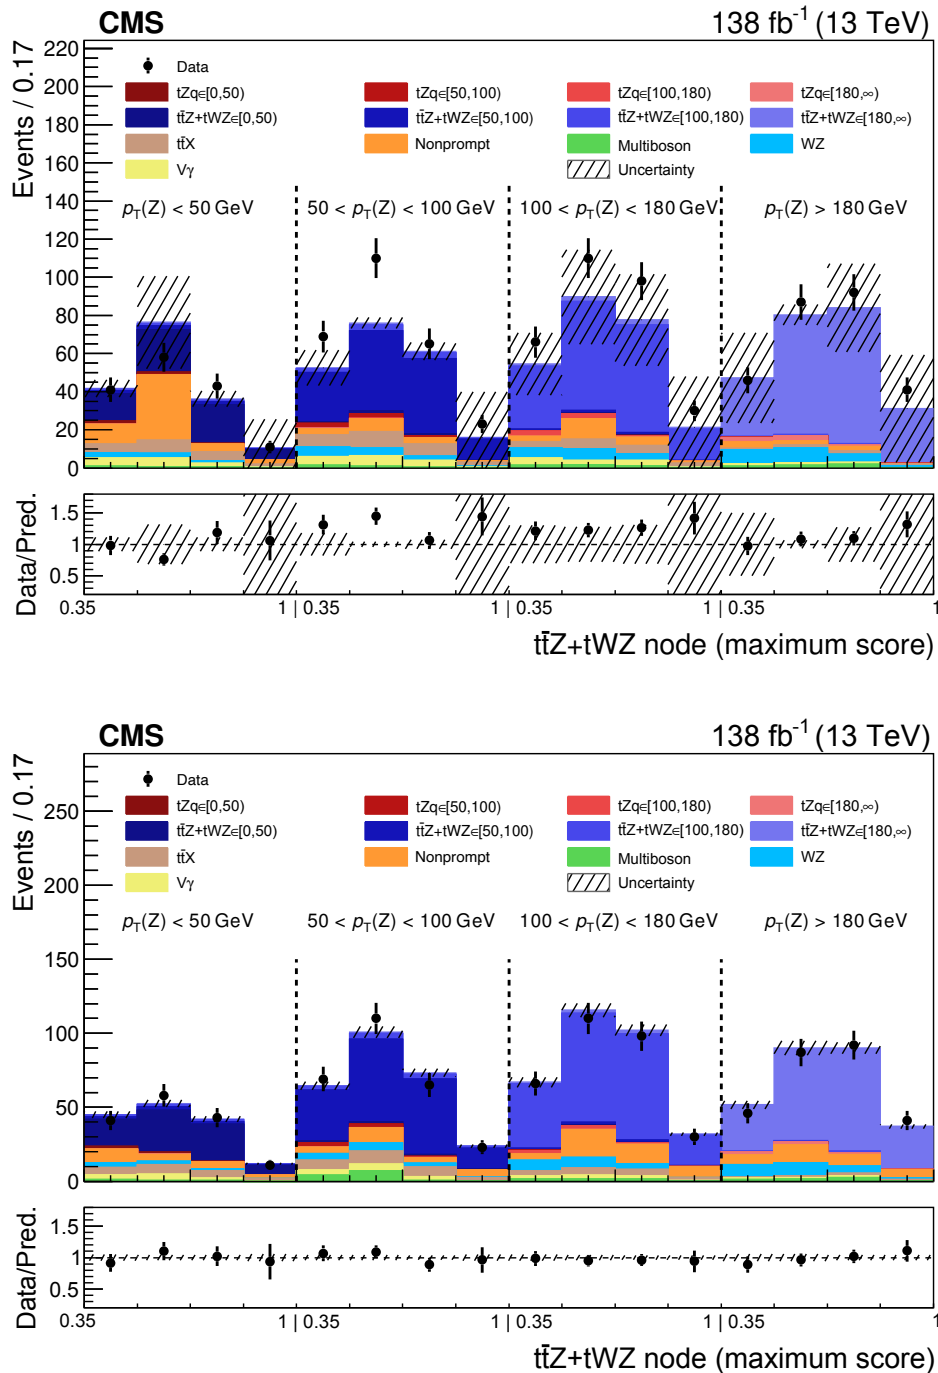 CMS 138 fb⁻¹ (13 TeV)
Events / 0.17
220
200
180
160
140
120
100
80
60
40
20
0
Data
tZq∈[0,50) tZq∈[50,100) tZq∈[100,180) tZq∈[180,∞)
tt̄Z+tWZ∈[0,50) tt̄Z+tWZ∈[50,100) tt̄Z+tWZ∈[100,180) tt̄Z+tWZ∈[180,∞)
tt̄X Nonprompt Multiboson WZ
Vγ Uncertainty
p_T(Z) < 50 GeV 50 < p_T(Z) < 100 GeV 100 < p_T(Z) < 180 GeV p_T(Z) > 180 GeV
Data/Pred.
1.5
1
0.5
0.35 1 | 0.35 1 | 0.35 1 | 0.35 1
tt̄Z+tWZ node (maximum score)
CMS 138 fb⁻¹ (13 TeV)
Events / 0.17
250
200
150
100
50
0
Data
tZq∈[0,50) tZq∈[50,100) tZq∈[100,180) tZq∈[180,∞)
tt̄Z+tWZ∈[0,50) tt̄Z+tWZ∈[50,100) tt̄Z+tWZ∈[100,180) tt̄Z+tWZ∈[180,∞)
tt̄X Nonprompt Multiboson WZ
Vγ Uncertainty
p_T(Z) < 50 GeV 50 < p_T(Z) < 100 GeV 100 < p_T(Z) < 180 GeV p_T(Z) > 180 GeV
Data/Pred.
1.5
1
0.5
0.35 1 | 0.35 1 | 0.35 1 | 0.35 1
tt̄Z+tWZ node (maximum score)